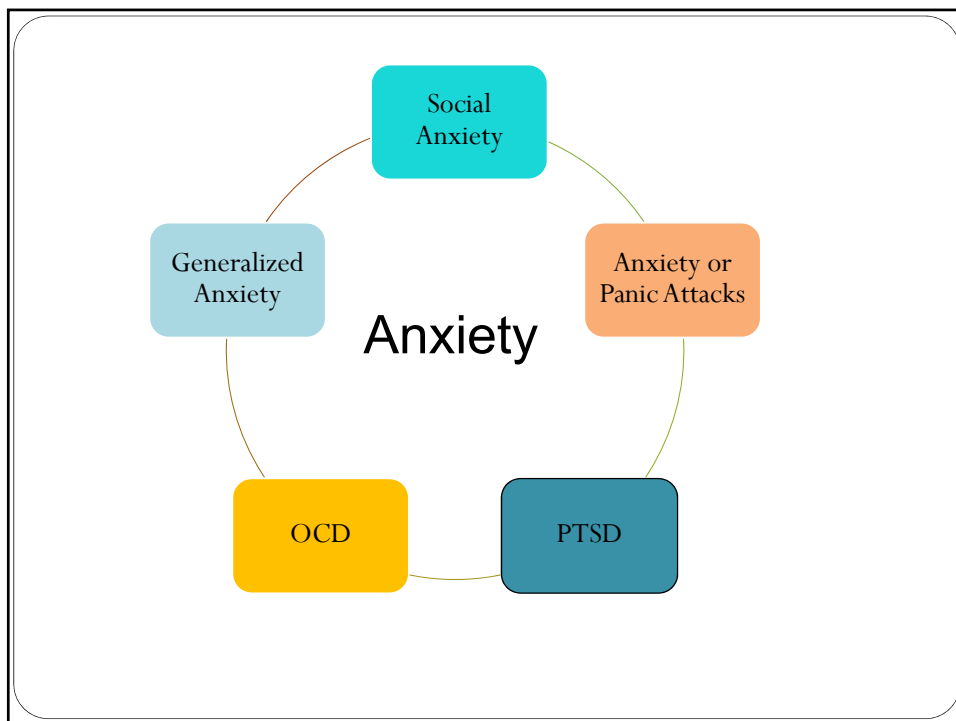 Social
Anxiety
Generalized
Anxiety
Anxiety or
Panic Attacks
Anxiety
OCD
PTSD